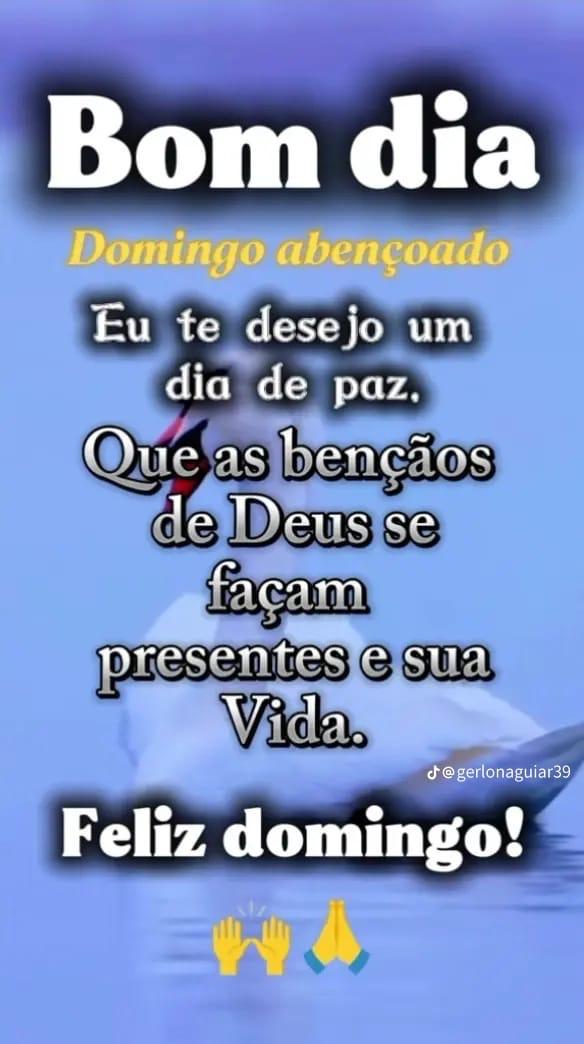 Bom dia
Domingo abençoado
Eu te desejo um
dia de paz.
Que as bençãos
de Deus se
façam
presentes e sua
Vida.
@gerlonaguiar39
Feliz domingo!
🙌🙏